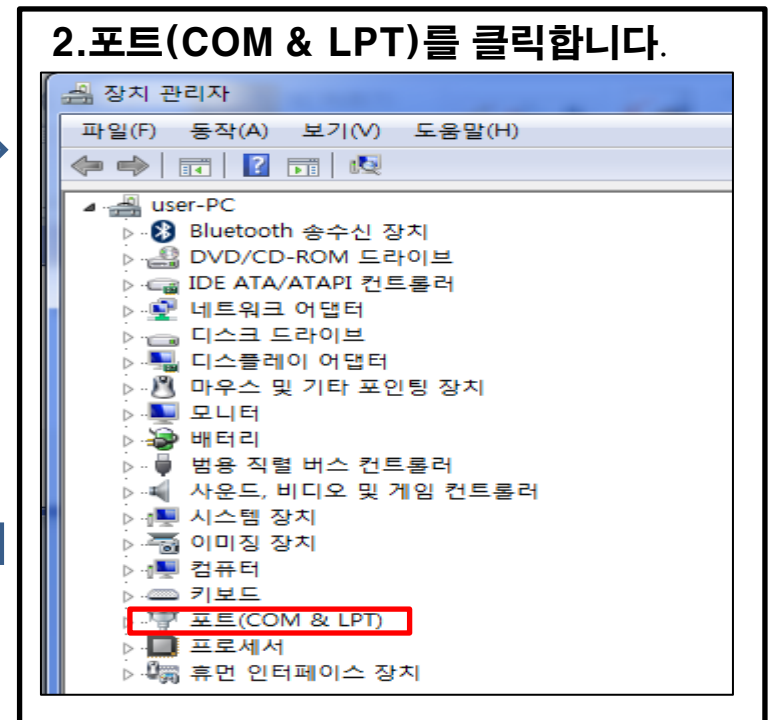 2.포트(COM & LPT)를 클릭합니다.
장치 관리자
파일(F) 동작(A) 보기(V) 도움말(H)
user-PC
Bluetooth 송수신 장치
DVD/CD-ROM 드라이브
IDE ATA/ATAPI 컨트롤러
네트워크 어댑터
디스크 드라이브
디스플레이 어댑터
마우스 및 기타 포인팅 장치
모니터
배터리
범용 직렬 버스 컨트롤러
사운드, 비디오 및 게임 컨트롤러
시스템 장치
이미징 장치
컴퓨터
키보드
포트(COM & LPT)
프로세서
휴먼 인터페이스 장치